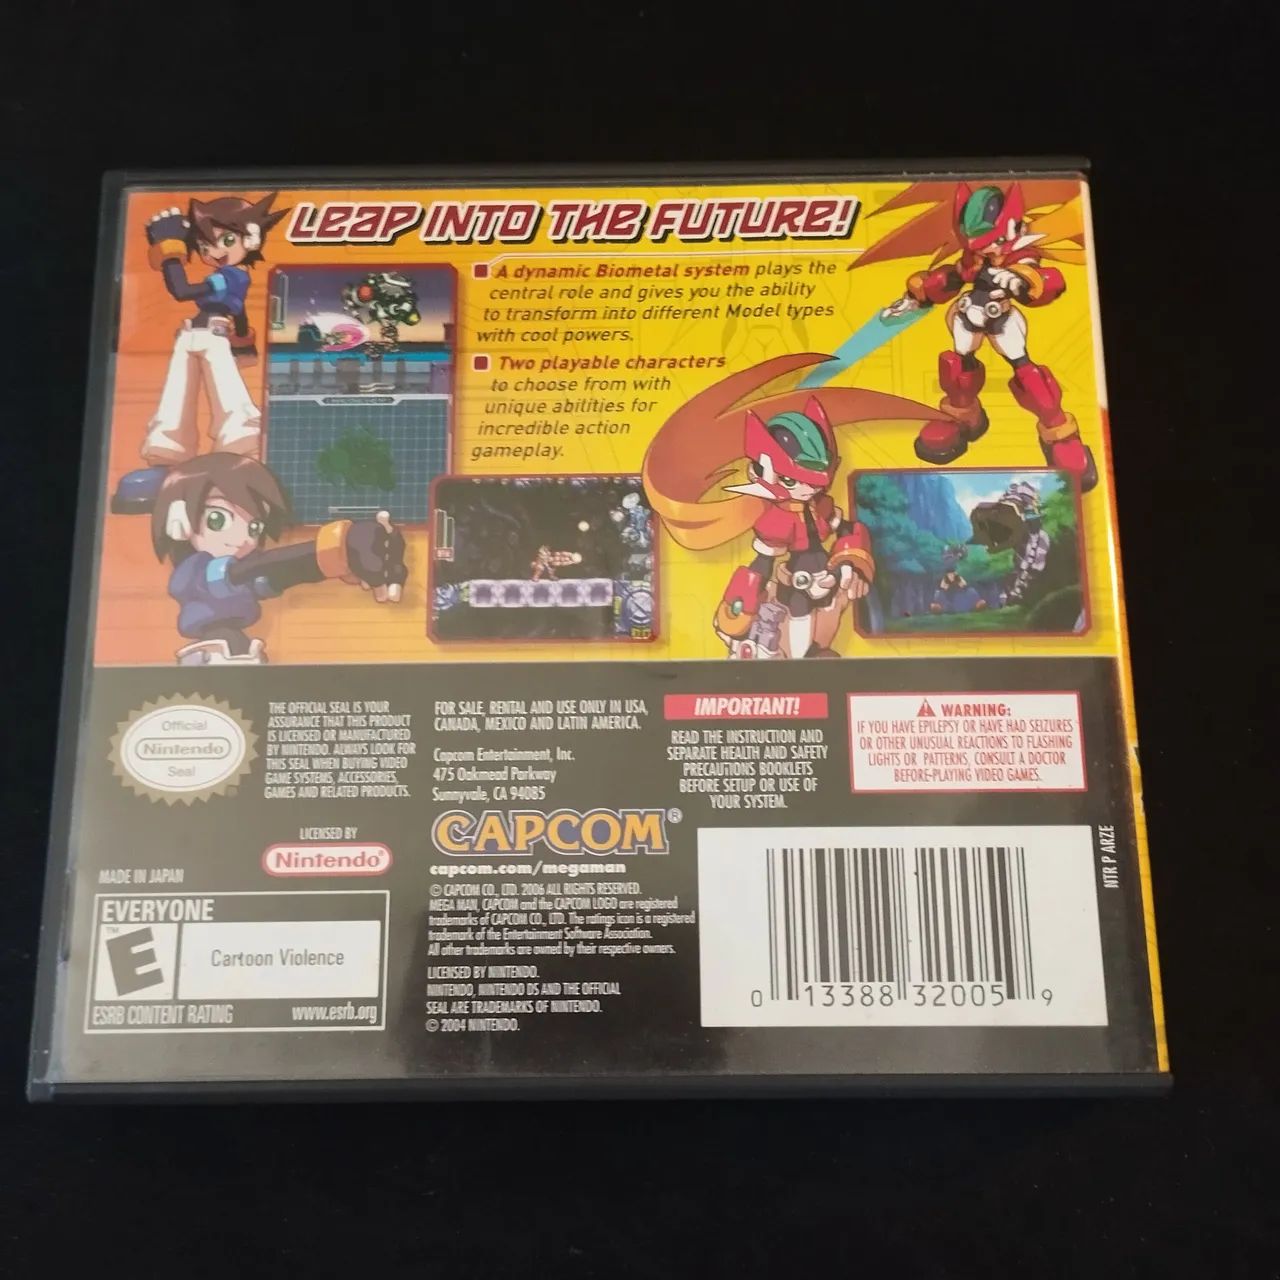 LEAP INTO THE FUTURE!
A dynamic Biometal system plays the
central role and gives you the ability
to transform into different Model types
with cool powers.
Two playable characters
to choose from with
unique abilities for
incredible action
gameplay.
Official
Nintendo
Seal
THE OFFICIAL SEAL IS YOUR
ASSURANCE THAT THIS PRODUCT
IS LICENSED OR MANUFACTURED
BY NINTENDO. ALWAYS LOOK FOR
THIS SEAL WHEN BUYING VIDEO
GAME SYSTEMS, ACCESSORIES,
GAMES AND RELATED PRODUCTS.
LICENSED BY
Nintendo®
MADE IN JAPAN
EVERYONE
E
TM
Cartoon Violence
ESRB CONTENT RATING
www.esrb.org
FOR SALE, RENTAL AND USE ONLY IN USA,
CANADA, MEXICO AND LATIN AMERICA.
Capcom Entertainment, Inc.
475 Oakmead Parkway
Sunnyvale, CA 94085
CAPCOM®
capcom.com/megaman
© CAPCOM CO., LTD. 2006 ALL RIGHTS RESERVED.
MEGA MAN, CAPCOM and the CAPCOM LOGO are registered
trademarks of CAPCOM CO., LTD. The ratings icon is a registered
trademark of the Entertainment Software Association.
All other trademarks are owned by their respective owners.
LICENSED BY NINTENDO.
NINTENDO, NINTENDO DS AND THE OFFICIAL
SEAL ARE TRADEMARKS OF NINTENDO.
© 2004 NINTENDO.
IMPORTANT!
READ THE INSTRUCTION AND
SEPARATE HEALTH AND SAFETY
PRECAUTIONS BOOKLETS
BEFORE SETUP OR USE OF
YOUR SYSTEM.
WARNING:
IF YOU HAVE EPILEPSY OR HAVE HAD SEIZURES
OR OTHER UNUSUAL REACTIONS TO FLASHING
LIGHTS OR PATTERNS, CONSULT A DOCTOR
BEFORE PLAYING VIDEO GAMES.
0 13388 32005 9
NTR P ARZE